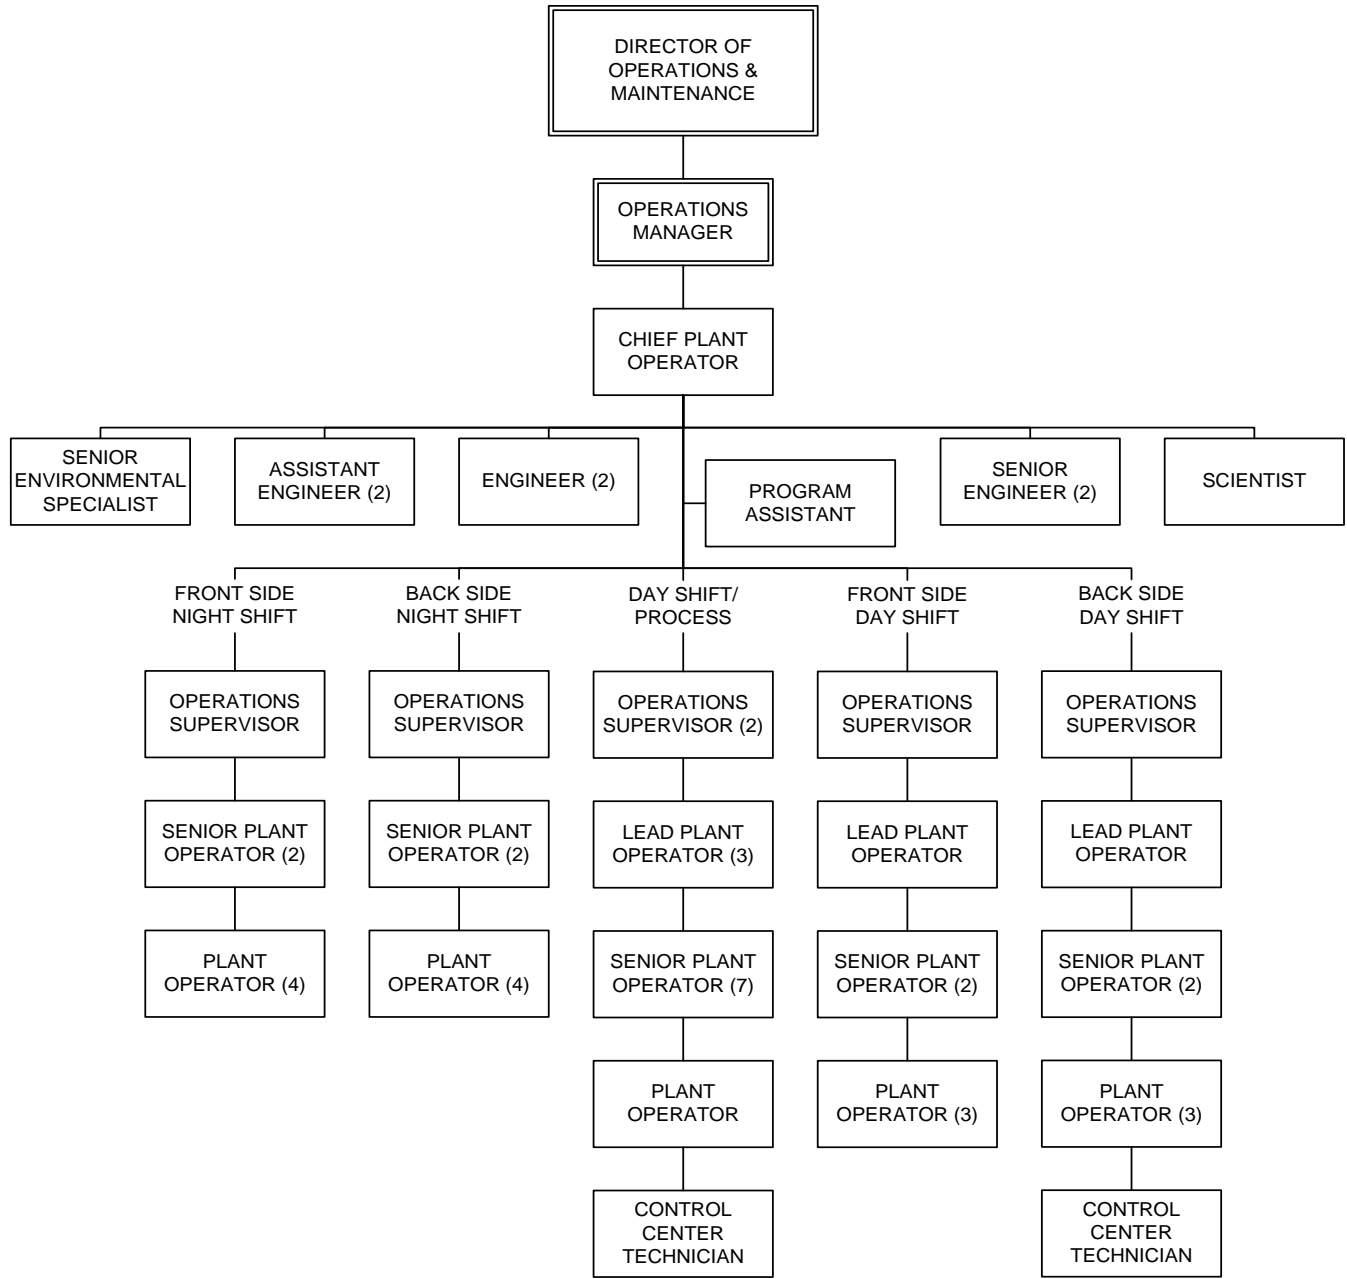 DIRECTOR OF
OPERATIONS &
MAINTENANCE
OPERATIONS
MANAGER
CHIEF PLANT
OPERATOR
SENIOR
ENVIRONMENTAL
SPECIALIST
ASSISTANT
ENGINEER (2)
ENGINEER (2)
PROGRAM
ASSISTANT
SENIOR
ENGINEER (2)
SCIENTIST
FRONT SIDE
NIGHT SHIFT
BACK SIDE
NIGHT SHIFT
DAY SHIFT/
PROCESS
FRONT SIDE
DAY SHIFT
BACK SIDE
DAY SHIFT
OPERATIONS
SUPERVISOR
OPERATIONS
SUPERVISOR
OPERATIONS
SUPERVISOR (2)
OPERATIONS
SUPERVISOR
OPERATIONS
SUPERVISOR
SENIOR PLANT
OPERATOR (2)
SENIOR PLANT
OPERATOR (2)
LEAD PLANT
OPERATOR (3)
LEAD PLANT
OPERATOR
LEAD PLANT
OPERATOR
PLANT
OPERATOR (4)
PLANT
OPERATOR (4)
SENIOR PLANT
OPERATOR (7)
SENIOR PLANT
OPERATOR (2)
SENIOR PLANT
OPERATOR (2)
PLANT
OPERATOR
PLANT
OPERATOR (3)
PLANT
OPERATOR (3)
CONTROL
CENTER
TECHNICIAN
CONTROL
CENTER
TECHNICIAN